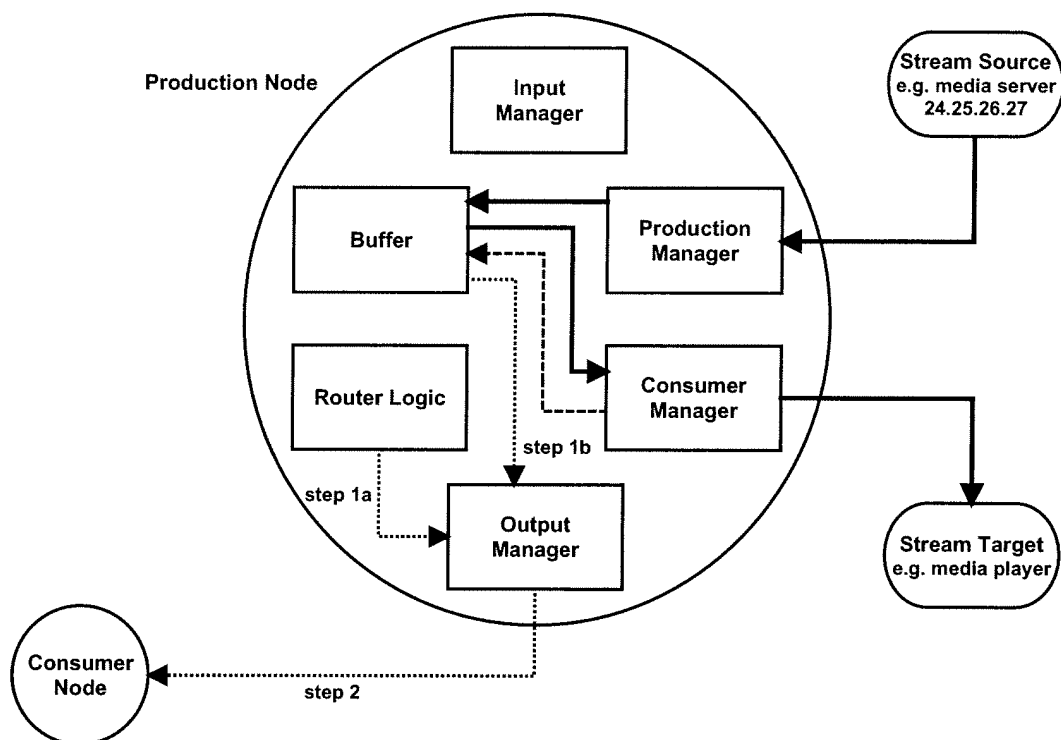 Production Node
Input
Manager
Stream Source
e.g. media server
24.25.26.27
Buffer
Production
Manager
Router Logic
Consumer
Manager
step 1b
step 1a
Output
Manager
Stream Target
e.g. media player
Consumer
Node
step 2